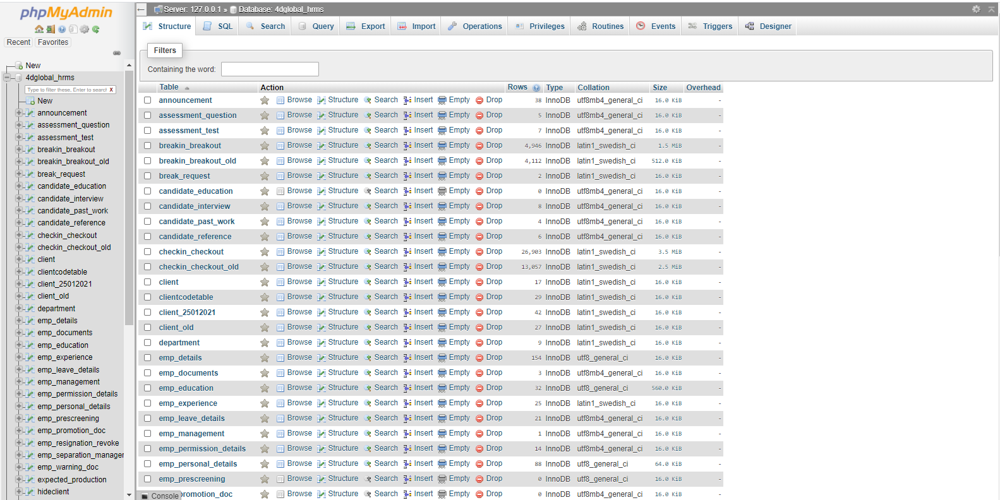 phpMyAdmin
Recent Favorites
New
4dglobal_hrms
Type to filter these, Enter to search X
New
announcement
assessment_question
assessment_test
breakin_breakout
breakin_breakout_old
break_request
candidate_education
candidate_interview
candidate_past_work
candidate_reference
checkin_checkout
checkin_checkout_old
client
clientcodetable
client_25012021
client_old
department
emp_details
emp_documents
emp_education
emp_experience
emp_leave_details
emp_management
emp_permission_details
emp_personal_details
emp_prescreening
emp_promotion_doc
emp_resignation_revoke
emp_separation_manager
emp_warning_doc
expected_production
hideclient
Server: 127.0.0.1 » Database: 4dglobal_hrms
Structure SQL Search Query Export Import Operations Privileges Routines Events Triggers Designer
Filters
Containing the word:
Table Action Rows Type Collation Size Overhead
announcement Browse Structure Search Insert Empty Drop 38 InnoDB utf8mb4_general_ci 16.0 KiB -
assessment_question Browse Structure Search Insert Empty Drop 5 InnoDB utf8mb4_general_ci 16.0 KiB -
assessment_test Browse Structure Search Insert Empty Drop 7 InnoDB utf8mb4_general_ci 16.0 KiB -
breakin_breakout Browse Structure Search Insert Empty Drop 4,946 InnoDB latin1_swedish_ci 1.5 MiB -
breakin_breakout_old Browse Structure Search Insert Empty Drop 4,112 InnoDB latin1_swedish_ci 512.0 KiB -
break_request Browse Structure Search Insert Empty Drop 2 InnoDB latin1_swedish_ci 16.0 KiB -
candidate_education Browse Structure Search Insert Empty Drop 0 InnoDB utf8mb4_general_ci 16.0 KiB -
candidate_interview Browse Structure Search Insert Empty Drop 8 InnoDB utf8mb4_general_ci 16.0 KiB -
candidate_past_work Browse Structure Search Insert Empty Drop 4 InnoDB utf8mb4_general_ci 16.0 KiB -
candidate_reference Browse Structure Search Insert Empty Drop 6 InnoDB utf8mb4_general_ci 16.0 KiB -
checkin_checkout Browse Structure Search Insert Empty Drop 26,903 InnoDB latin1_swedish_ci 3.5 MiB -
checkin_checkout_old Browse Structure Search Insert Empty Drop 13,057 InnoDB latin1_swedish_ci 2.5 MiB -
client Browse Structure Search Insert Empty Drop 17 InnoDB latin1_swedish_ci 16.0 KiB -
clientcodetable Browse Structure Search Insert Empty Drop 29 InnoDB latin1_swedish_ci 16.0 KiB -
client_25012021 Browse Structure Search Insert Empty Drop 42 InnoDB latin1_swedish_ci 16.0 KiB -
client_old Browse Structure Search Insert Empty Drop 27 InnoDB latin1_swedish_ci 16.0 KiB -
department Browse Structure Search Insert Empty Drop 9 InnoDB latin1_swedish_ci 16.0 KiB -
emp_details Browse Structure Search Insert Empty Drop 154 InnoDB utf8_general_ci 16.0 KiB -
emp_documents Browse Structure Search Insert Empty Drop 3 InnoDB utf8mb4_general_ci 16.0 KiB -
emp_education Browse Structure Search Insert Empty Drop 32 InnoDB utf8_general_ci 560.0 KiB -
emp_experience Browse Structure Search Insert Empty Drop 25 InnoDB latin1_swedish_ci 16.0 KiB -
emp_leave_details Browse Structure Search Insert Empty Drop 21 InnoDB utf8mb4_general_ci 16.0 KiB -
emp_management Browse Structure Search Insert Empty Drop 1 InnoDB utf8mb4_general_ci 16.0 KiB -
emp_permission_details Browse Structure Search Insert Empty Drop 14 InnoDB utf8mb4_general_ci 16.0 KiB -
emp_personal_details Browse Structure Search Insert Empty Drop 88 InnoDB utf8_general_ci 64.0 KiB -
emp_prescreening Browse Structure Search Insert Empty Drop 0 InnoDB utf8_general_ci 16.0 KiB -
promotion_doc Browse Structure Search Insert Empty Drop 0 InnoDB utf8mb4_general_ci 16.0 KiB -
Console